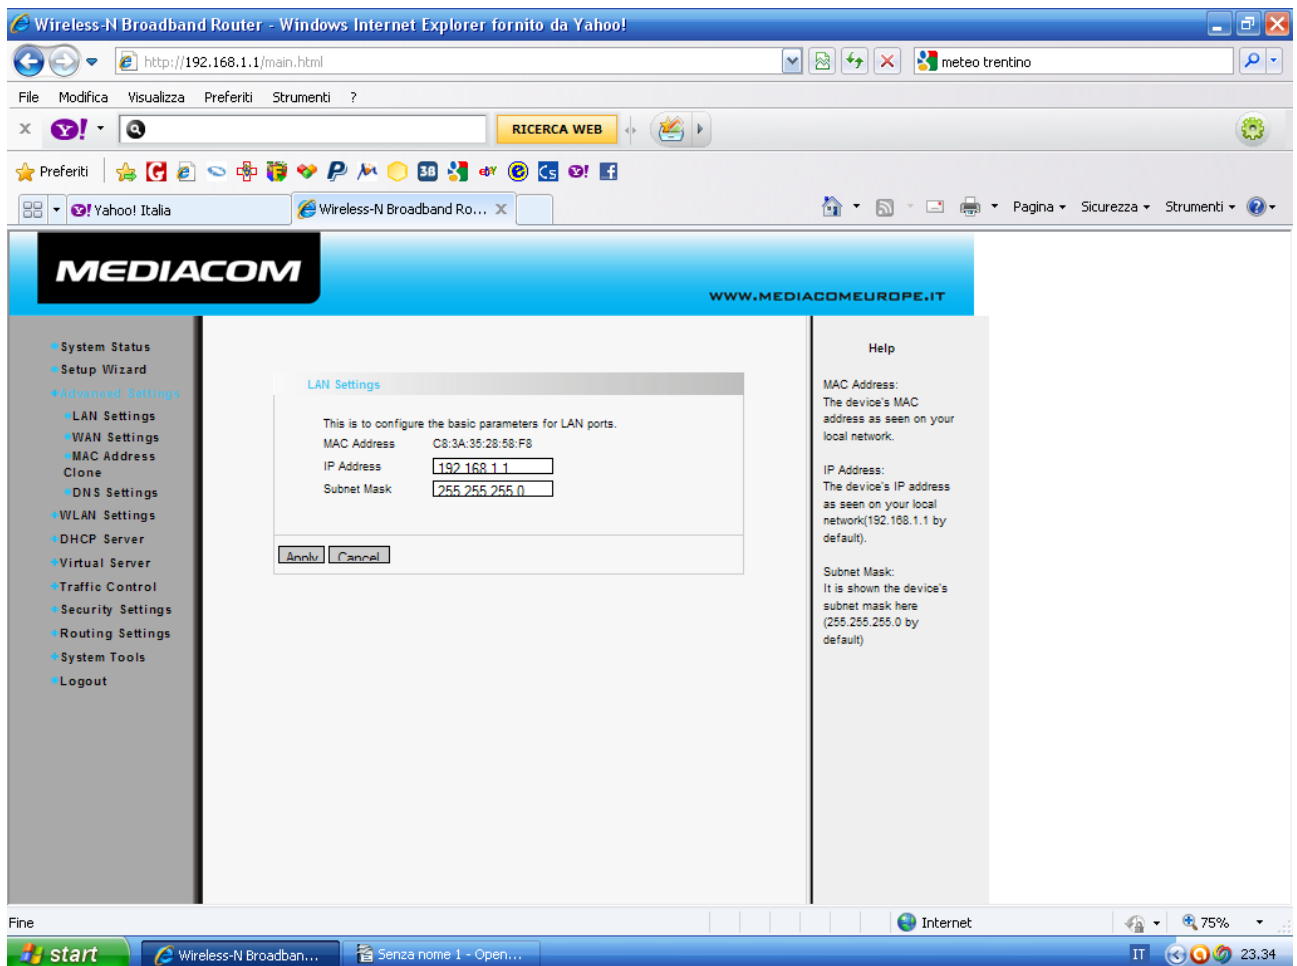 Wireless-N Broadband Router - Windows Internet Explorer fornito da Yahoo!
http://192.168.1.1/main.html
meteo trentino
File Modifica Visualizza Preferiti Strumenti ?
Y! RICERCA WEB
Preferiti
Yahoo! Italia Wireless-N Broadband Ro... X Pagina Sicurezza Strumenti
MEDIACOM
WWW.MEDIACOMEUROPE.IT
System Status
Setup Wizard
Advanced Settings
LAN Settings
WAN Settings
MAC Address
Clone
DNS Settings
WLAN Settings
DHCP Server
Virtual Server
Traffic Control
Security Settings
Routing Settings
System Tools
Logout
LAN Settings
This is to configure the basic parameters for LAN ports.
MAC Address C8:3A:35:28:58:F8
IP Address 192.168.1.1
Subnet Mask 255.255.255.0
Apply Cancel
Help
MAC Address:
The device's MAC
address as seen on your
local network.
IP Address:
The device's IP address
as seen on your local
network(192.168.1.1 by
default).
Subnet Mask:
It is shown the device's
subnet mask here
(255.255.255.0 by
default)
Fine Internet 75%
start Wireless-N Broadban... Senza nome 1 - Open... IT 23.34